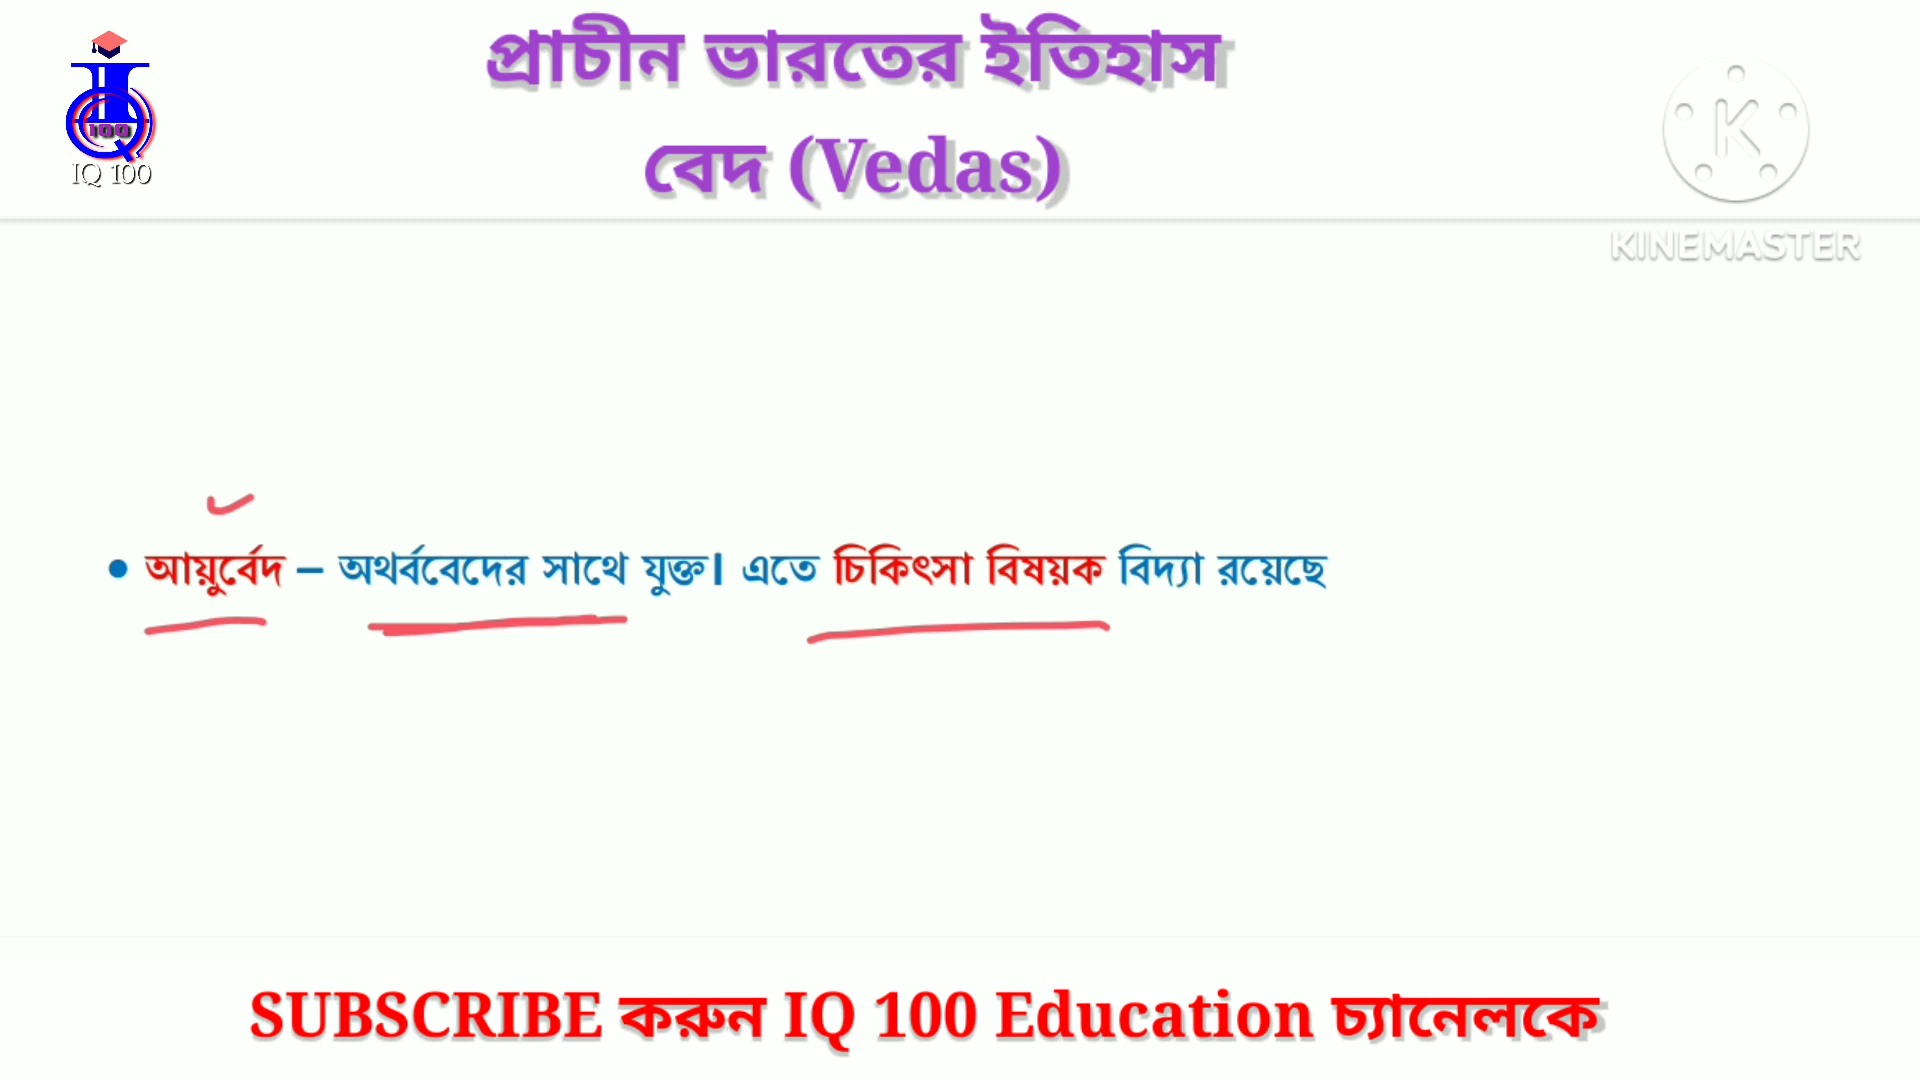 প্রাচীন ভারতের ইতিহাস
বেদ (Vedas)
100
IQ 100
KINEMASTER
• আয়ুর্বেদ – অথর্ববেদের সাথে যুক্ত। এতে চিকিৎসা বিষয়ক বিদ্যা রয়েছে
SUBSCRIBE করুন IQ 100 Education চ্যানেলকে